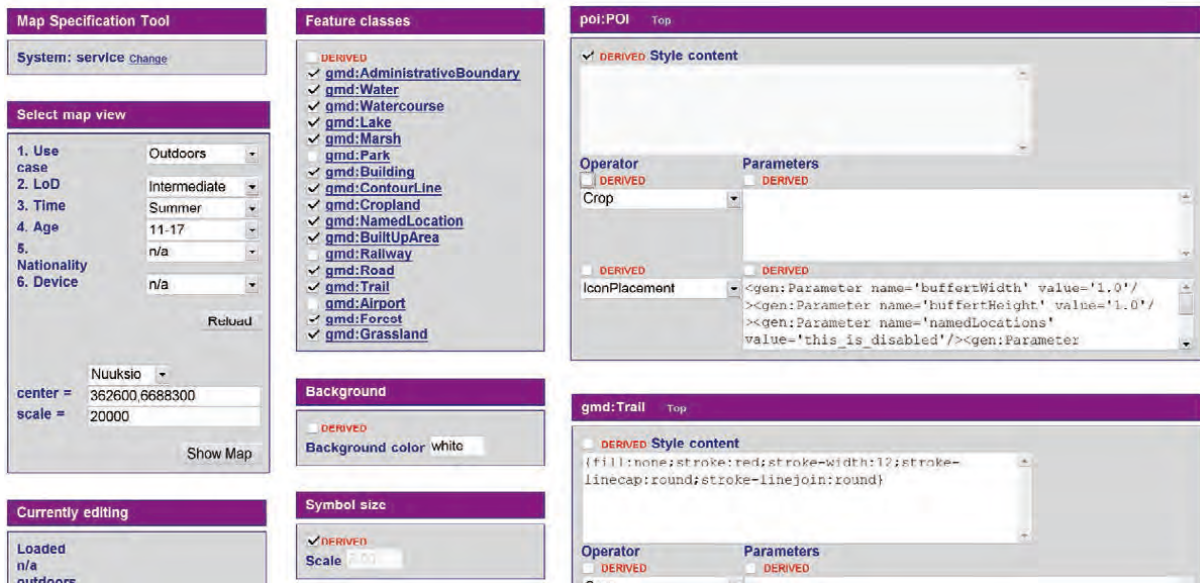 Map Specification Tool
System: service Change
Select map view
1. Use case
Outdoors
2. LoD
Intermediate
3. Time
Summer
4. Age
11-17
5. Nationality
n/a
6. Device
n/a
Reload
Nuuksio
center = 362600,6688300
scale = 20000
Show Map
Currently editing
Loaded
n/a
outdoors
Feature classes
DERIVED
gmd:AdministrativeBoundary
gmd:Water
gmd:Watercourse
gmd:Lake
gmd:Marsh
gmd:Park
gmd:Building
gmd:ContourLine
gmd:Cropland
gmd:NamedLocation
gmd:BuiltUpArea
gmd:Railway
gmd:Road
gmd:Trail
gmd:Airport
gmd:Forest
gmd:Grassland
Background
DERIVED
Background color white
Symbol size
DERIVED
Scale
poi:POI Top
DERIVED Style content
Operator Parameters
DERIVED DERIVED
Crop
DERIVED DERIVED
IconPlacement
<gen:Parameter name='buffertWidth' value='1.0'/
><gen:Parameter name='buffertHeight' value='1.0'/
><gen:Parameter name='namedLocations'
value='this_is_disabled'/><gen:Parameter
gmd:Trail Top
DERIVED Style content
{fill:none;stroke:red;stroke-width:12;stroke-
linecap:round;stroke-linejoin:round}
Operator Parameters
DERIVED DERIVED